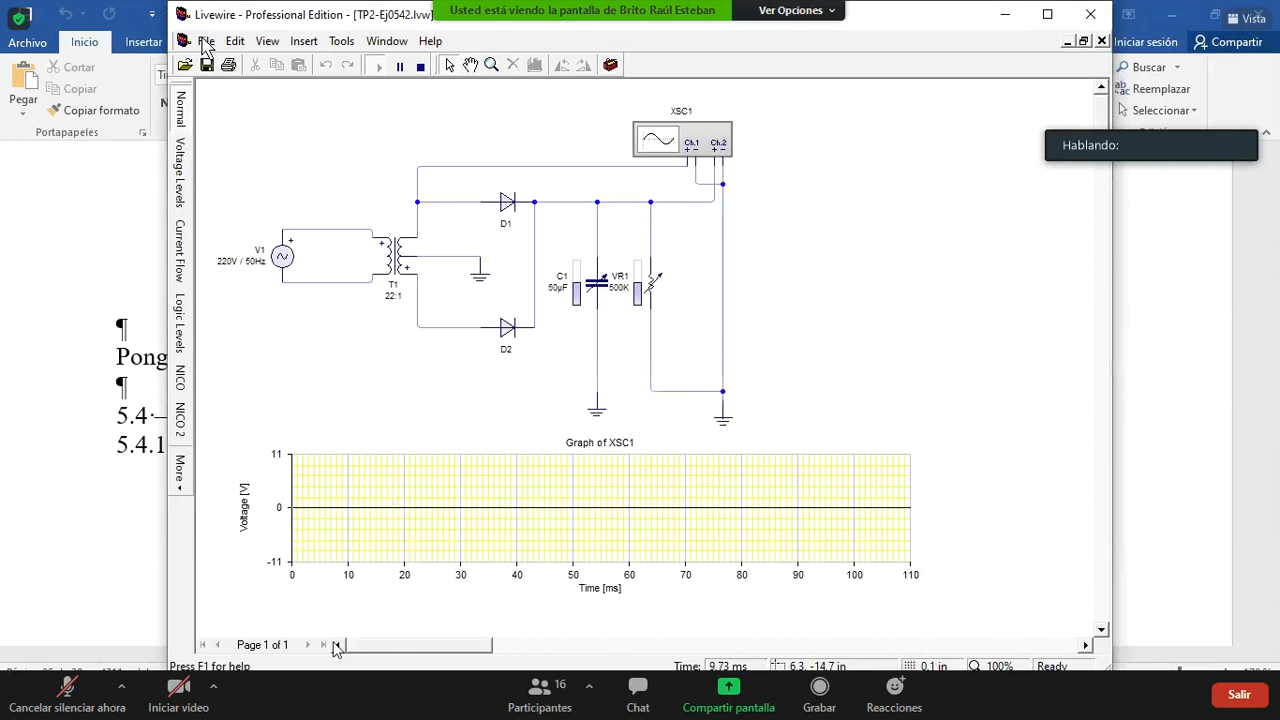 Livewire - Professional Edition - [TP2-Ej0542.lvw]
Usted está viendo la pantalla de Brito Raúl Esteban
Ver Opciones
Vista
Archivo
Inicio
Insertar
File Edit View Insert Tools Window Help
Iniciar sesión
Compartir
Pegar
Cortar
Copiar
Copiar formato
Portapapeles
Buscar
Reemplazar
Seleccionar
Hablando:
Normal
Voltage Levels
Current Flow
Logic Levels
NICO
NICO 2
More
XSC1
Ch.1 Ch.2
+ − + −
D1
V1
220V / 50Hz
T1
22:1
C1
50µF
VR1
500K
D2
¶
Pong
¶
5.4·
5.4.1
Graph of XSC1
11
0
-11
Voltage [V]
0 10 20 30 40 50 60 70 80 90 100 110
Time [ms]
Page 1 of 1
Press F1 for help
Time: 9.73 ms
6.3, -14.7 in
0.1 in
100%
Ready
Cancelar silenciar ahora
Iniciar video
16
Participantes
Chat
Compartir pantalla
Grabar
Reacciones
Salir